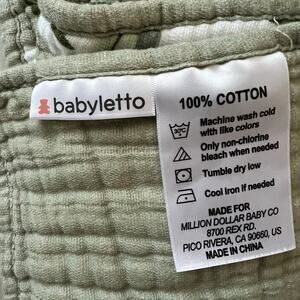 babyletto
100% COTTON
30°C
Machine wash cold
with like colors
Only non-chlorine
bleach when needed
Tumble dry low
Cool Iron if needed
MADE FOR
MILLION DOLLAR BABY CO
8700 REX RD.
PICO RIVERA, CA 90660, US
MADE IN CHINA